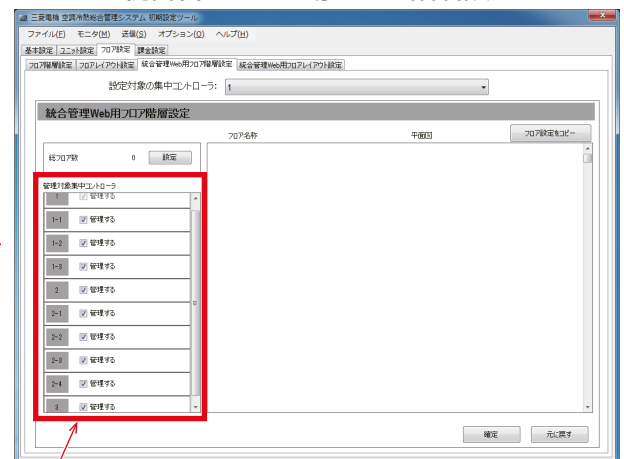 三菱電機 空調冷熱総合管理システム 初期設定ツール
ファイル(F) モニタ(M) 送信(S) オプション(O) ヘルプ(H)
基本設定 ユニット設定 フロア設定 課金設定
フロア階層設定 フロアレイアウト設定 統合管理Web用フロア階層設定 統合管理Web用フロアレイアウト設定
設定対象の集中コントローラ: 1
統合管理Web用フロア階層設定
フロア名称 平面図 フロア設定をコピー
総フロア数 0 設定
管理対象集中コントローラ
1 管理する
1-1 管理する
1-2 管理する
1-3 管理する
2 管理する
2-1 管理する
2-2 管理する
2-3 管理する
2-4 管理する
3 管理する
確定 元に戻す